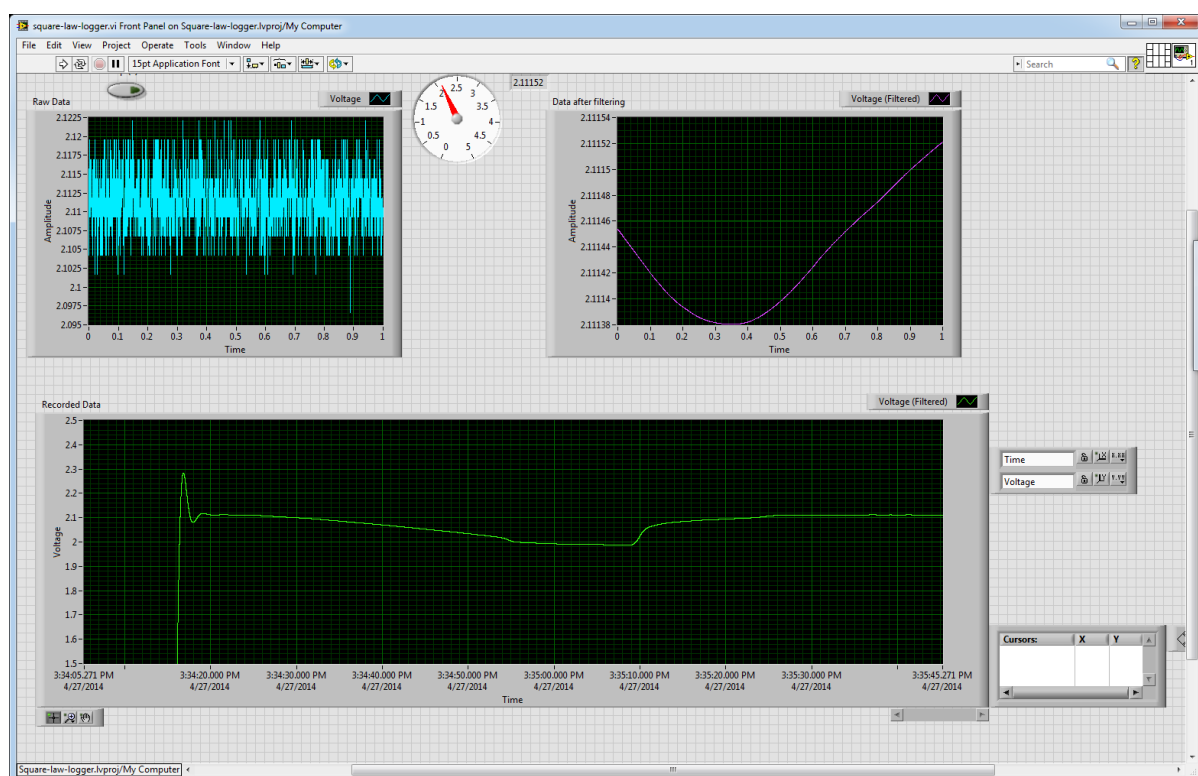 square-law-logger.vi Front Panel on Square-law-logger.lvproj/My Computer
File Edit View Project Operate Tools Window Help
15pt Application Font
Search
Raw Data
Voltage
2.1225
2.12
2.1175
2.115
2.1125
2.11
2.1075
2.105
2.1025
2.1
2.0975
2.095
Amplitude
0 0.1 0.2 0.3 0.4 0.5 0.6 0.7 0.8 0.9 1
Time
0 0.5 1 1.5 2 2.5 3 3.5 4 5
2.11152
Data after filtering
Voltage (Filtered)
2.11154
2.11152
2.1115
2.11148
2.11146
2.11144
2.11142
2.1114
2.11138
Amplitude
0 0.1 0.2 0.3 0.4 0.5 0.6 0.7 0.8 0.9 1
Time
Recorded Data
Voltage (Filtered)
2.5
2.4
2.3
2.2
2.1
2
1.9
1.8
1.7
1.6
1.5
Voltage
3:34:05.271 PM 3:34:20.000 PM 3:34:30.000 PM 3:34:40.000 PM 3:34:50.000 PM 3:35:00.000 PM 3:35:10.000 PM 3:35:20.000 PM 3:35:30.000 PM 3:35:45.271 PM
4/27/2014 4/27/2014 4/27/2014 4/27/2014 4/27/2014 4/27/2014 4/27/2014 4/27/2014 4/27/2014 4/27/2014
Time
Time
Voltage
Cursors: X Y
Square-law-logger.lvproj/My Computer